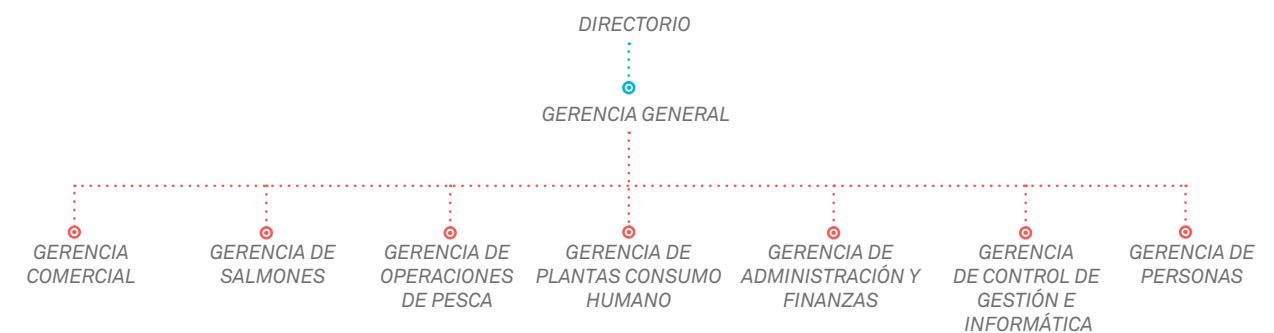 DIRECTORIO
GERENCIA GENERAL
GERENCIA
COMERCIAL
GERENCIA DE
SALMONES
GERENCIA DE
OPERACIONES
DE PESCA
GERENCIA DE
PLANTAS CONSUMO
HUMANO
GERENCIA DE
ADMINISTRACIÓN Y
FINANZAS
GERENCIA
DE CONTROL DE
GESTIÓN E
INFORMÁTICA
GERENCIA DE
PERSONAS